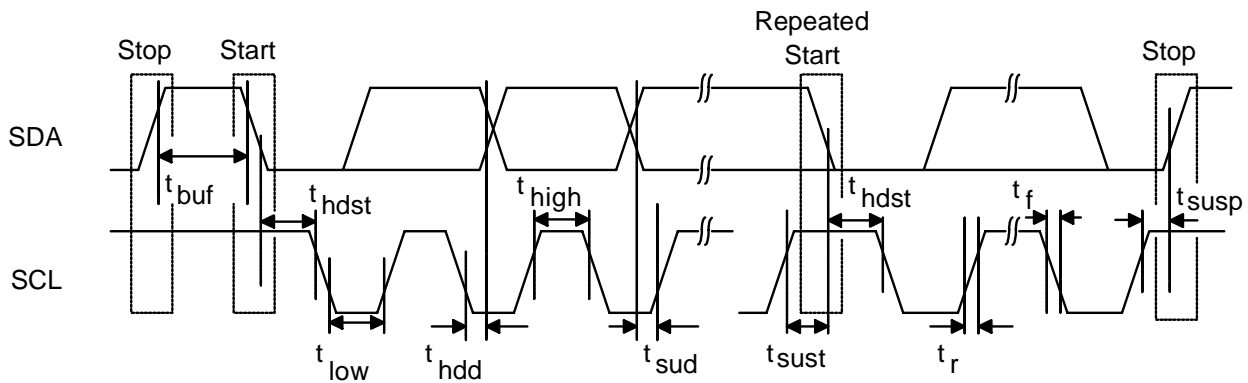 Repeated
Stop Start Start Stop
SDA
t buf t hdst t high t hdst t f t susp
SCL
t low t hdd t sud t sust t r